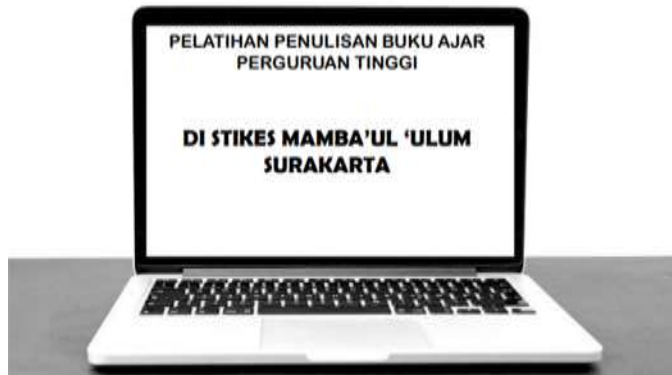 PELATIHAN PENULISAN BUKU AJAR
PERGURUAN TINGGI
DI STIKES MAMBA'UL 'ULUM
SURAKARTA